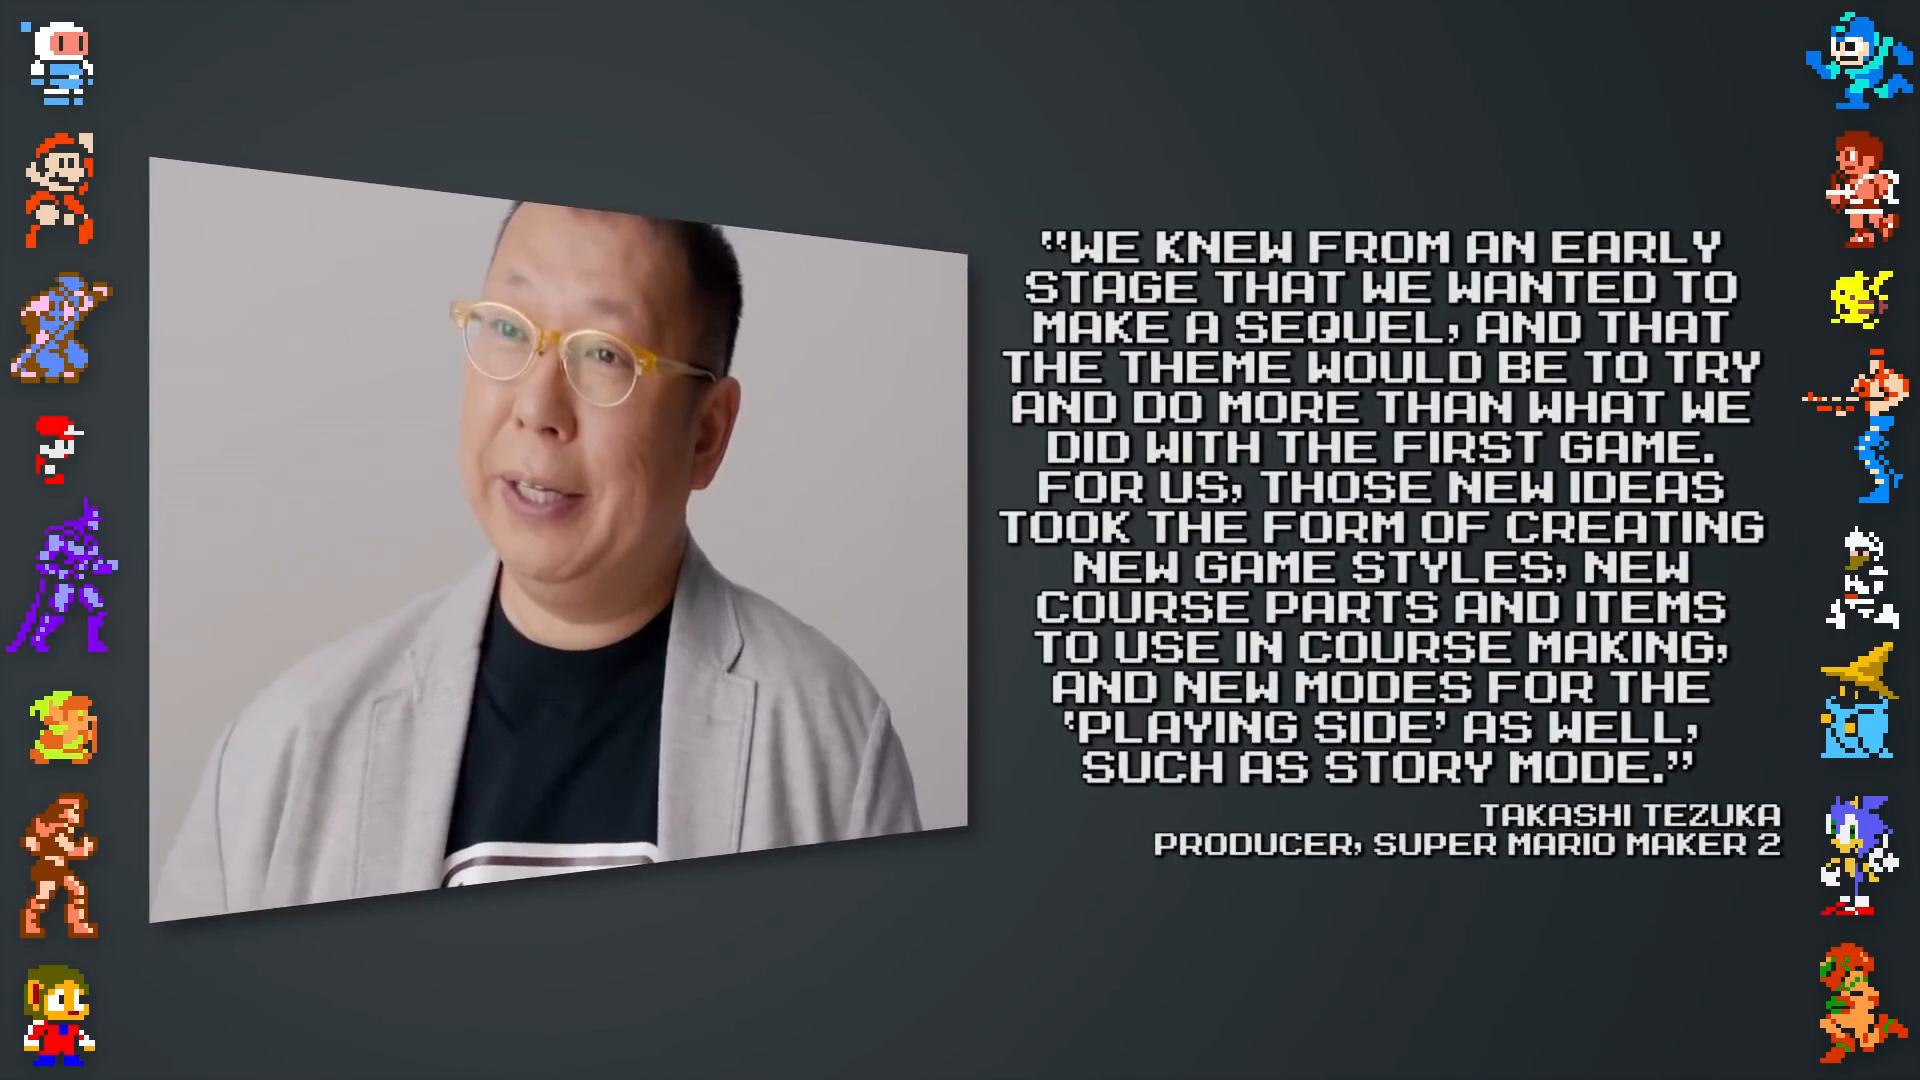 "WE KNEW FROM AN EARLY
STAGE THAT WE WANTED TO
MAKE A SEQUEL, AND THAT
THE THEME WOULD BE TO TRY
AND DO MORE THAN WHAT WE
DID WITH THE FIRST GAME.
FOR US, THOSE NEW IDEAS
TOOK THE FORM OF CREATING
NEW GAME STYLES, NEW
COURSE PARTS AND ITEMS
TO USE IN COURSE MAKING,
AND NEW MODES FOR THE
'PLAYING SIDE' AS WELL,
SUCH AS STORY MODE."
TAKASHI TEZUKA
PRODUCER, SUPER MARIO MAKER 2